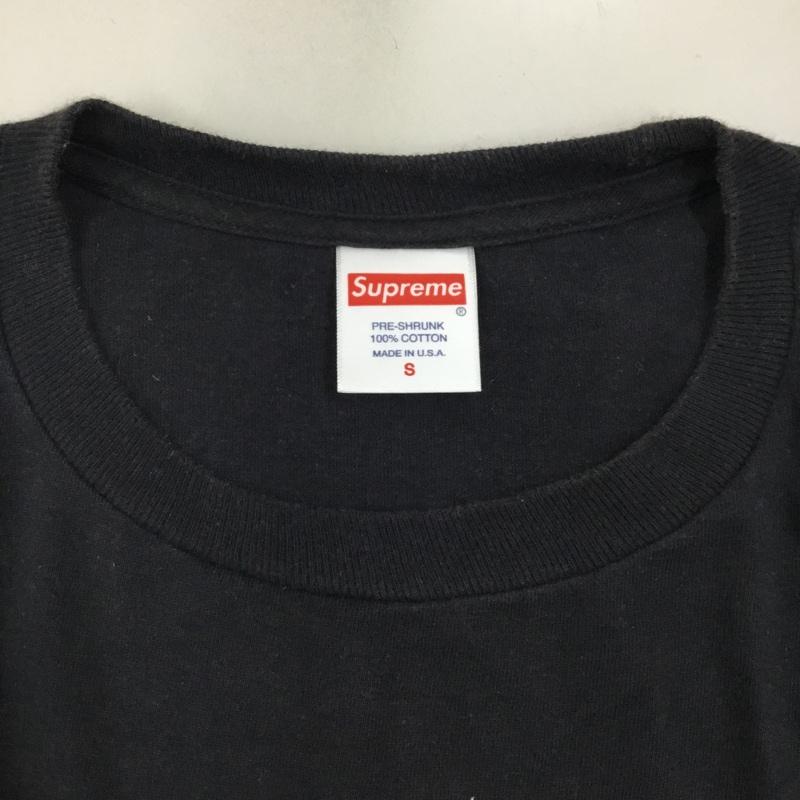 Supreme
®
PRE-SHRUNK
100% COTTON
MADE IN U.S.A.
S